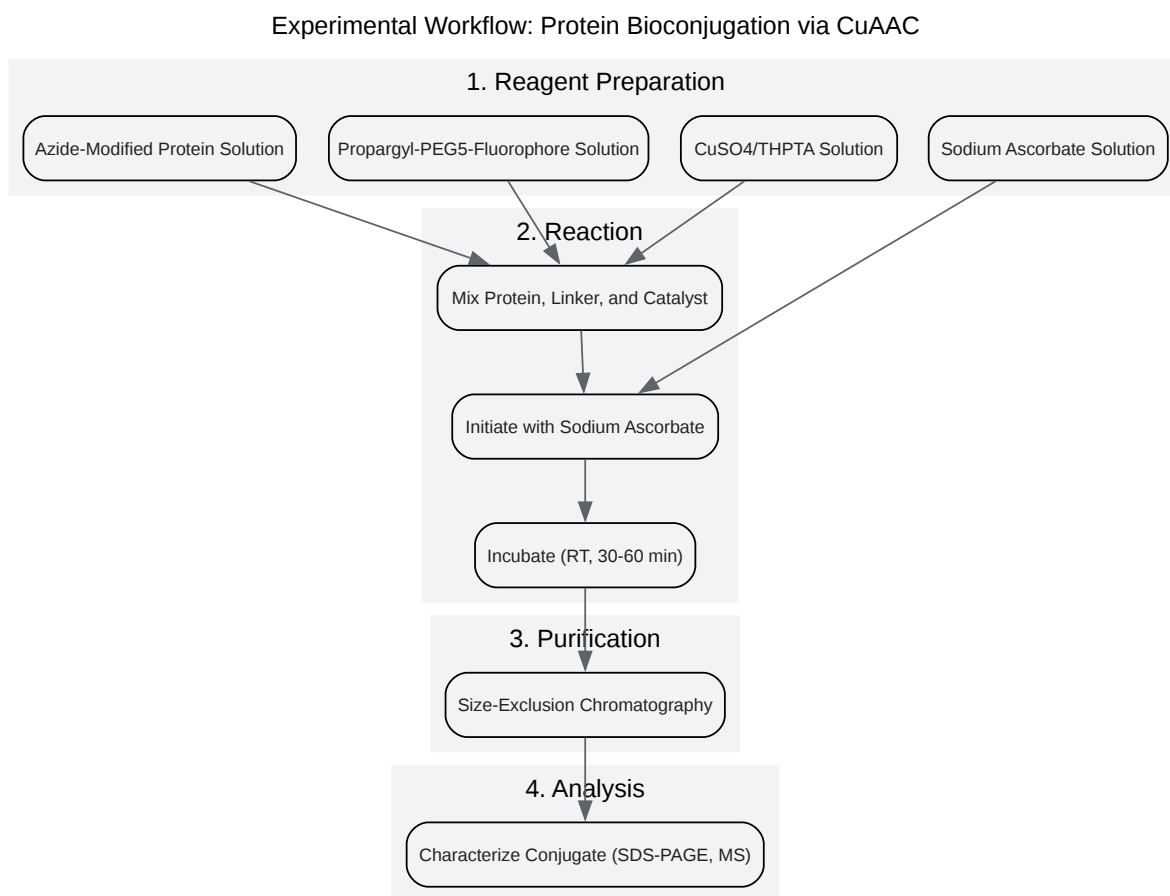 Experimental Workflow: Protein Bioconjugation via CuAAC
1. Reagent Preparation
Azide-Modified Protein Solution
Propargyl-PEG5-Fluorophore Solution
CuSO4/THPTA Solution
Sodium Ascorbate Solution
2. Reaction
Mix Protein, Linker, and Catalyst
Initiate with Sodium Ascorbate
Incubate (RT, 30-60 min)
3. Purification
Size-Exclusion Chromatography
4. Analysis
Characterize Conjugate (SDS-PAGE, MS)